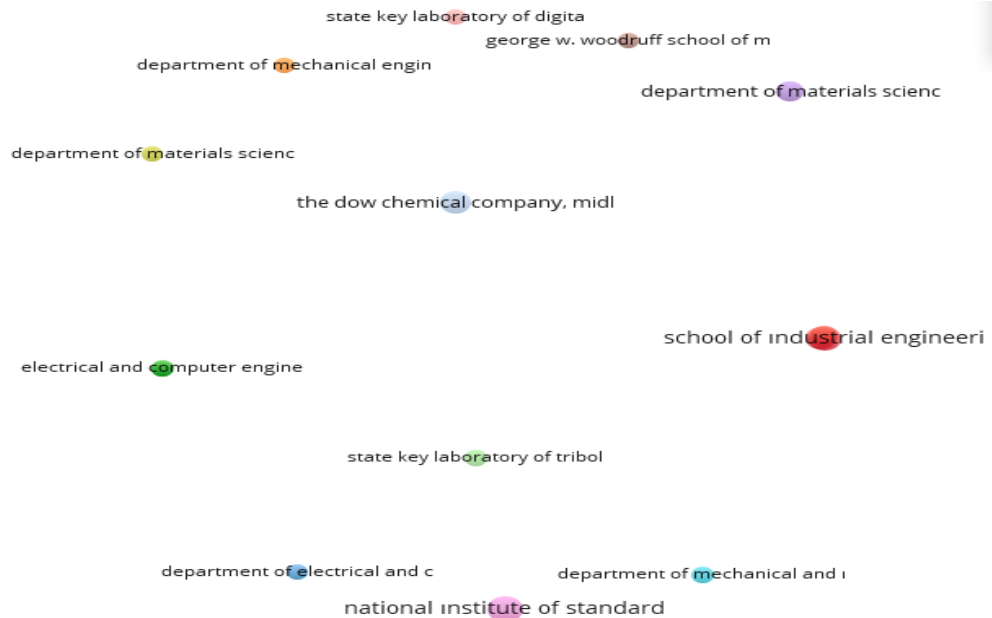 state key laboratory of digita
george w. woodruff school of m
department of mechanical engin
department of materials scienc
department of materials scienc
the dow chemical company, midl
school of ındustrial engineeri
electrical and computer engine
state key laboratory of tribol
department of electrical and c
department of mechanical and ı
national ınstitute of standard